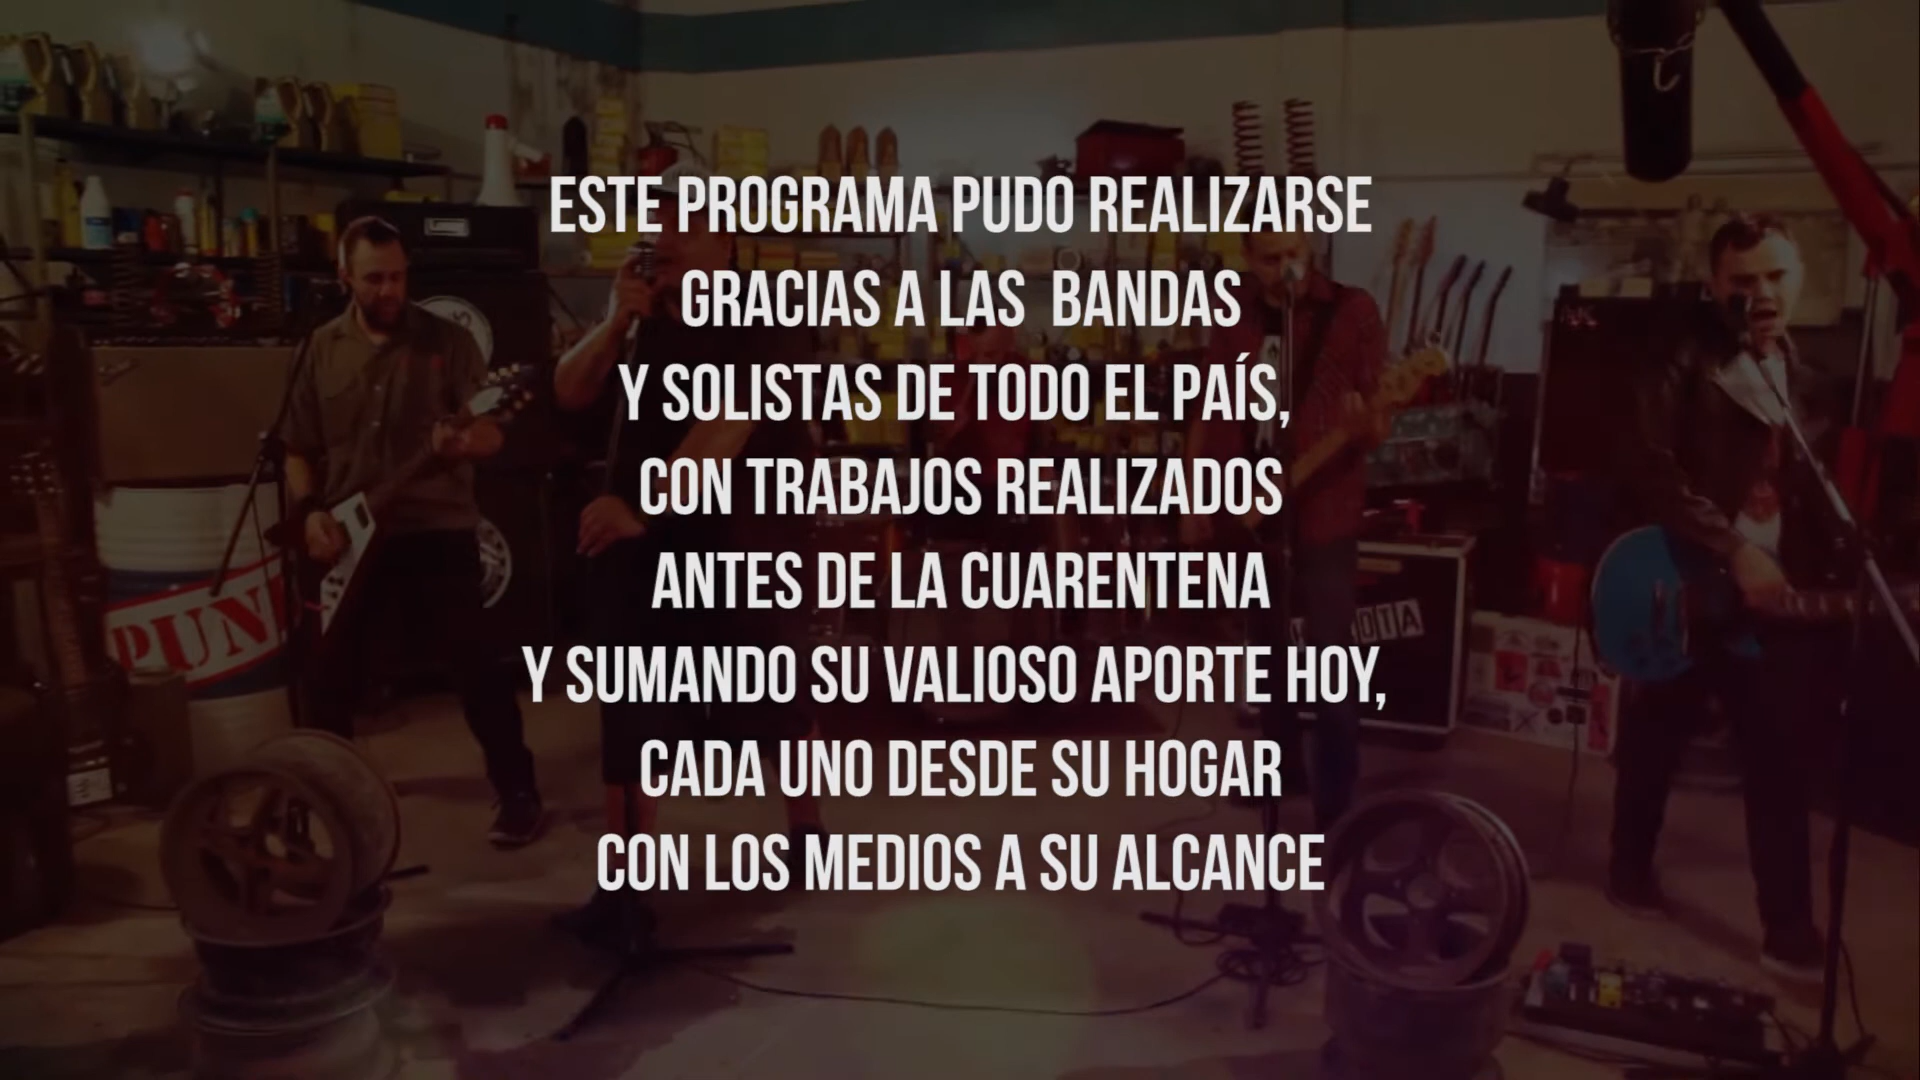 ESTE PROGRAMA PUDO REALIZARSE
GRACIAS A LAS BANDAS
Y SOLISTAS DE TODO EL PAÍS,
CON TRABAJOS REALIZADOS
ANTES DE LA CUARENTENA
Y SUMANDO SU VALIOSO APORTE HOY,
CADA UNO DESDE SU HOGAR
CON LOS MEDIOS A SU ALCANCE
PUN